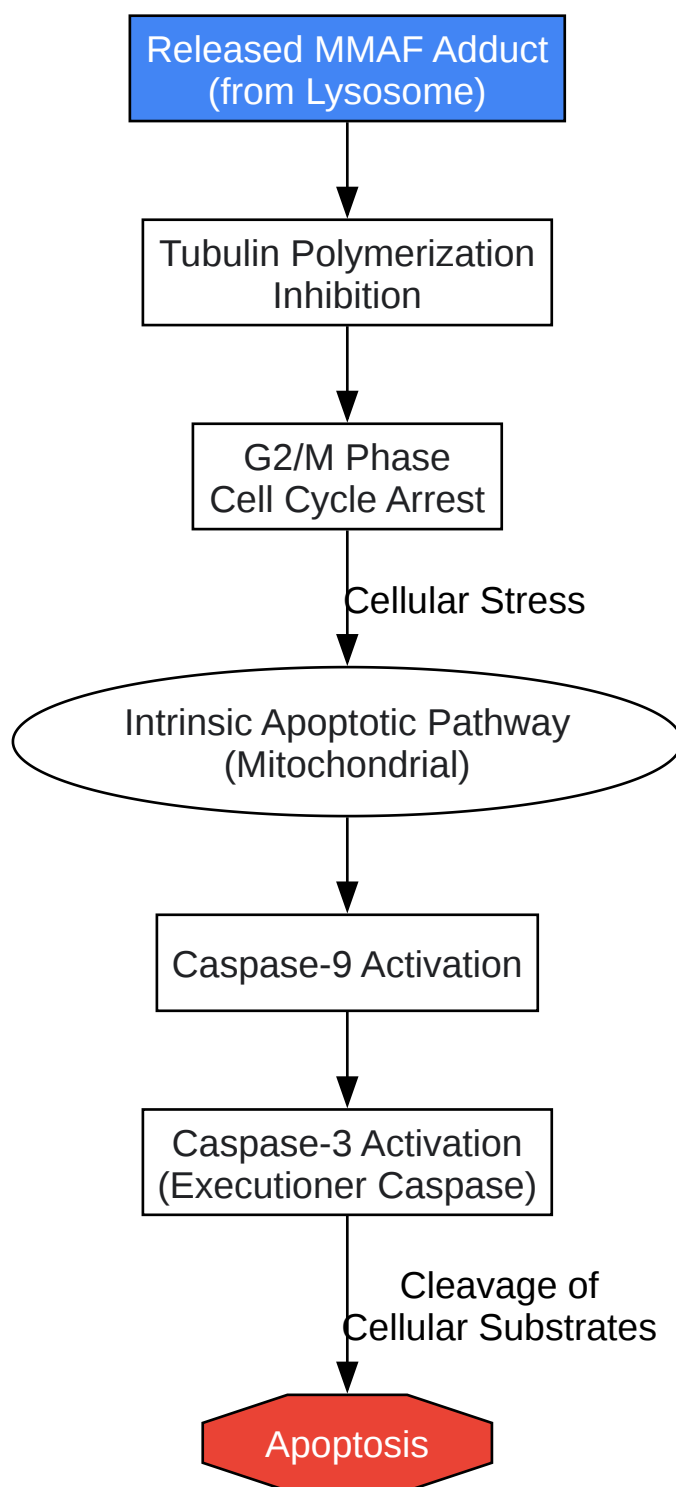 Released MMAF Adduct
(from Lysosome)
Tubulin Polymerization
Inhibition
G2/M Phase
Cell Cycle Arrest
Cellular Stress
Intrinsic Apoptotic Pathway
(Mitochondrial)
Caspase-9 Activation
Caspase-3 Activation
(Executioner Caspase)
Cleavage of
Cellular Substrates
Apoptosis